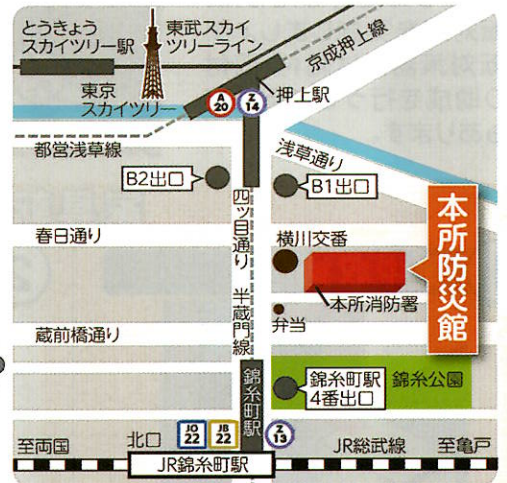 とうきょう
スカイツリー駅
東武スカイ
ツリーライン
京成押上線
東京
スカイツリー
A
20
Z
14
押上駅
都営浅草線
浅草通り
B2出口
B1出口
四ツ目通り
半蔵門線
春日通り
横川交番
本所防災館
本所消防署
弁当
蔵前橋通り
錦糸町駅
錦糸町駅
4番出口
錦糸公園
至両国
北口
JO
22
JB
22
Z
13
JR総武線
至亀戸
JR錦糸町駅